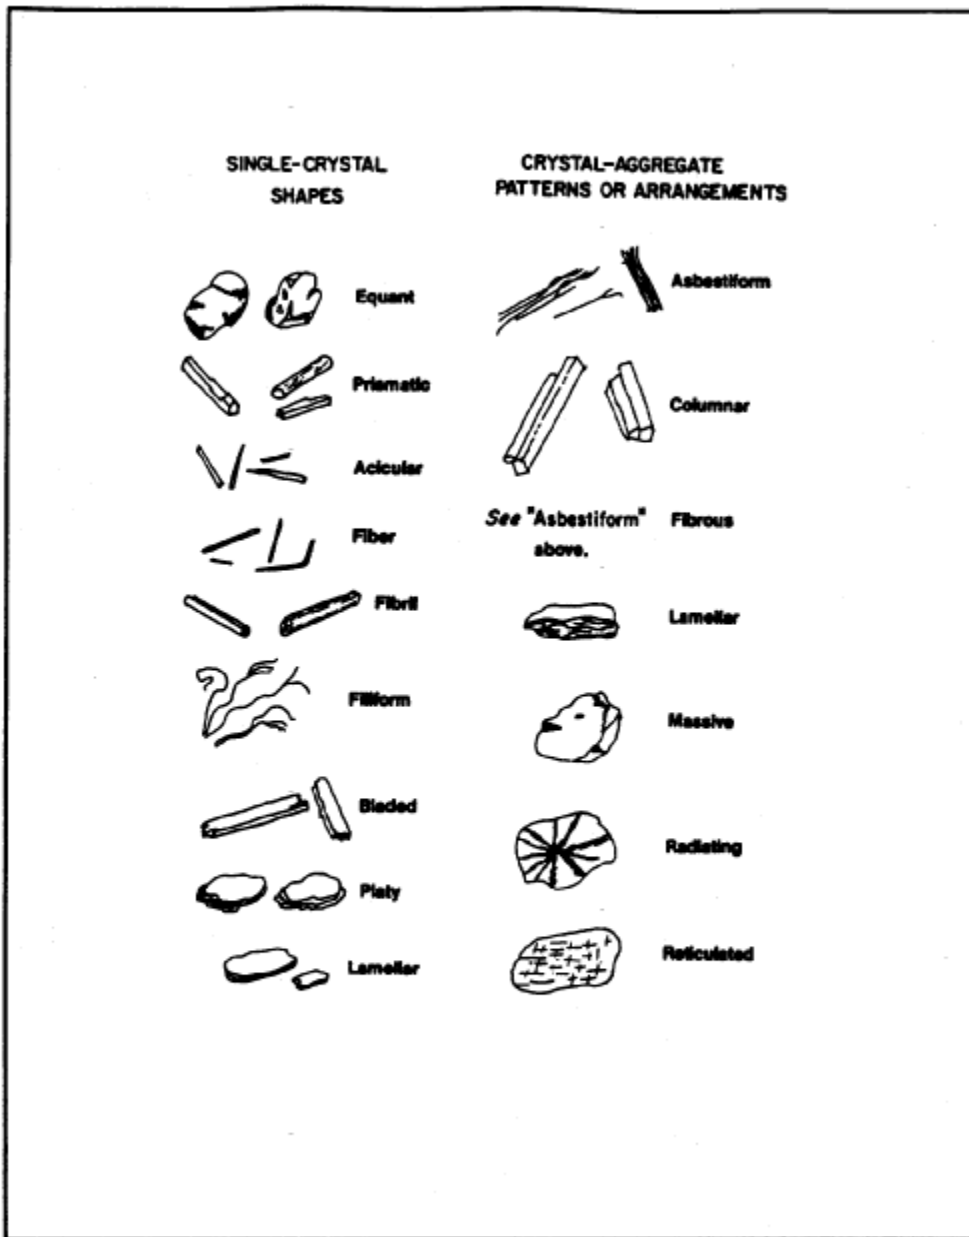 SINGLE-CRYSTAL
SHAPES
Equant
Prismatic
Acicular
Fiber
Fibril
Filiform
Bladed
Platy
Lamellar
CRYSTAL-AGGREGATE
PATTERNS OR ARRANGEMENTS
Asbestiform
Columnar
See "Asbestiform" Fibrous
above.
Lamellar
Massive
Radiating
Reticulated